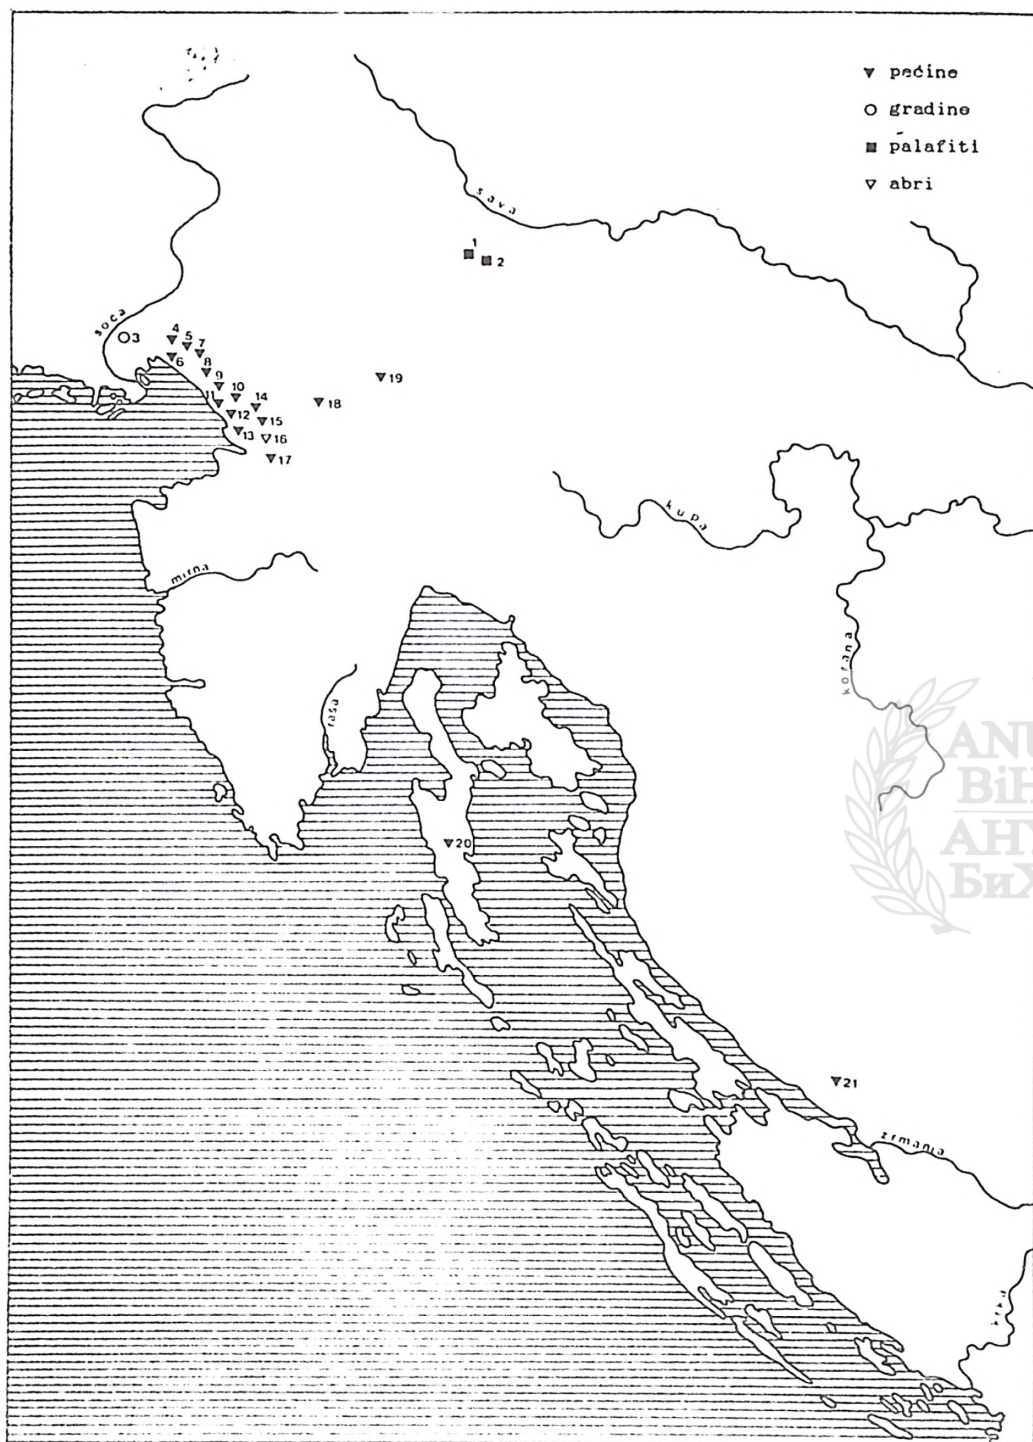 pećine
gradine
palafiti
abri
sava
1
2
soča
3
4
5
7
6
8
9
10
11
12
14
13
15
16
17
18
19
kupa
mirna
korana
raša
20
21
zrmanja
krka
ANU
BiH
АНУ
БиХ